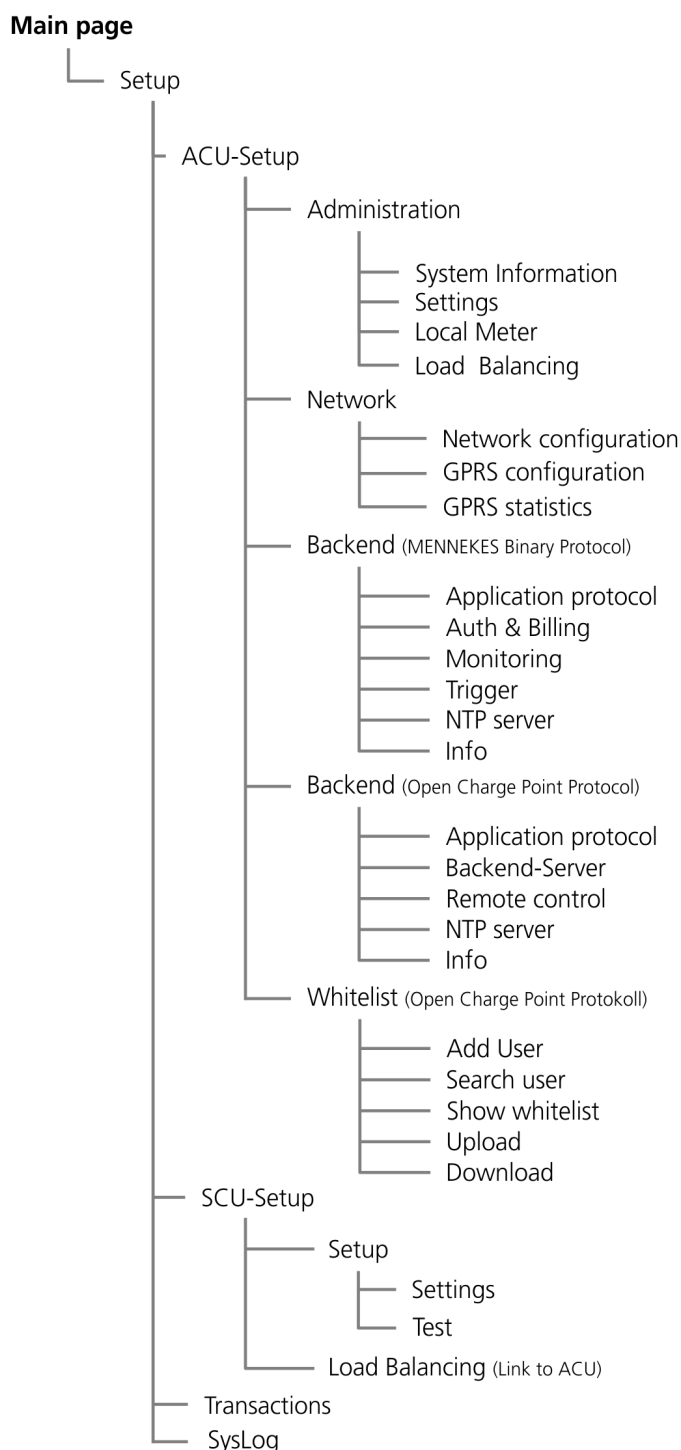 Main page
Setup
ACU-Setup
Administration
System Information
Settings
Local Meter
Load Balancing
Network
Network configuration
GPRS configuration
GPRS statistics
Backend (MENNEKES Binary Protocol)
Application protocol
Auth & Billing
Monitoring
Trigger
NTP server
Info
Backend (Open Charge Point Protocol)
Application protocol
Backend-Server
Remote control
NTP server
Info
Whitelist (Open Charge Point Protokoll)
Add User
Search user
Show whitelist
Upload
Download
SCU-Setup
Setup
Settings
Test
Load Balancing (Link to ACU)
Transactions
SysLog